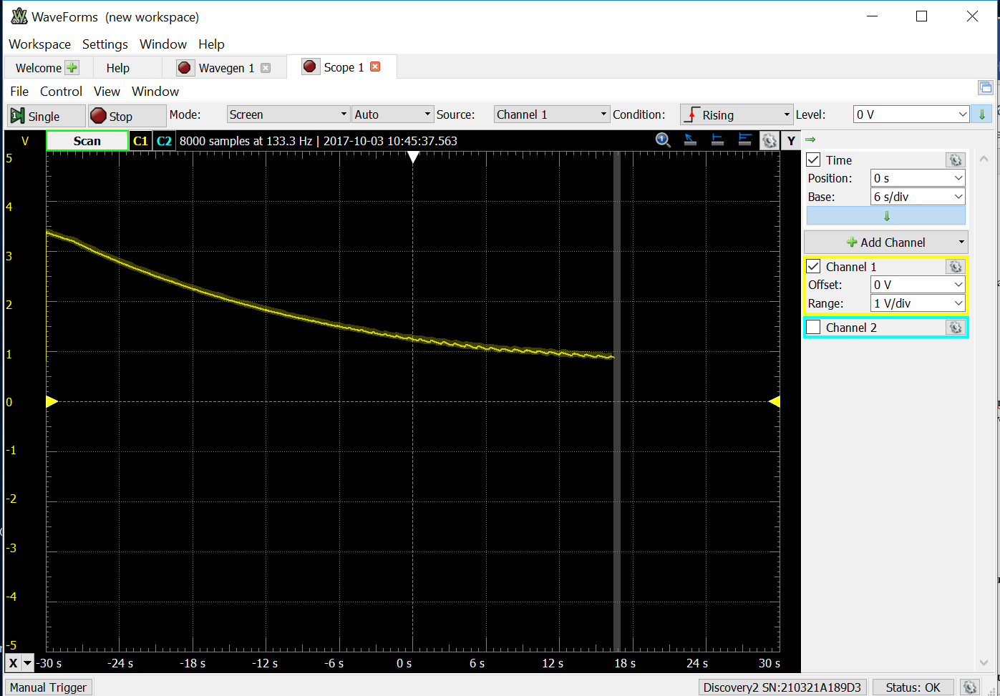 WaveForms (new workspace)
Workspace Settings Window Help
Welcome Help Wavegen 1 Scope 1
File Control View Window
Single Stop Mode: Screen Auto Source: Channel 1 Condition: Rising Level: 0 V
V Scan C1 C2 8000 samples at 133.3 Hz | 2017-10-03 10:45:37.563 Y
Time
Position: 0 s
Base: 6 s/div
Add Channel
Channel 1
Offset: 0 V
Range: 1 V/div
Channel 2
5
4
3
2
1
0
-1
-2
-3
-4
-5
X -30 s -24 s -18 s -12 s -6 s 0 s 6 s 12 s 18 s 24 s 30 s
Manual Trigger Discovery2 SN:210321A189D3 Status: OK